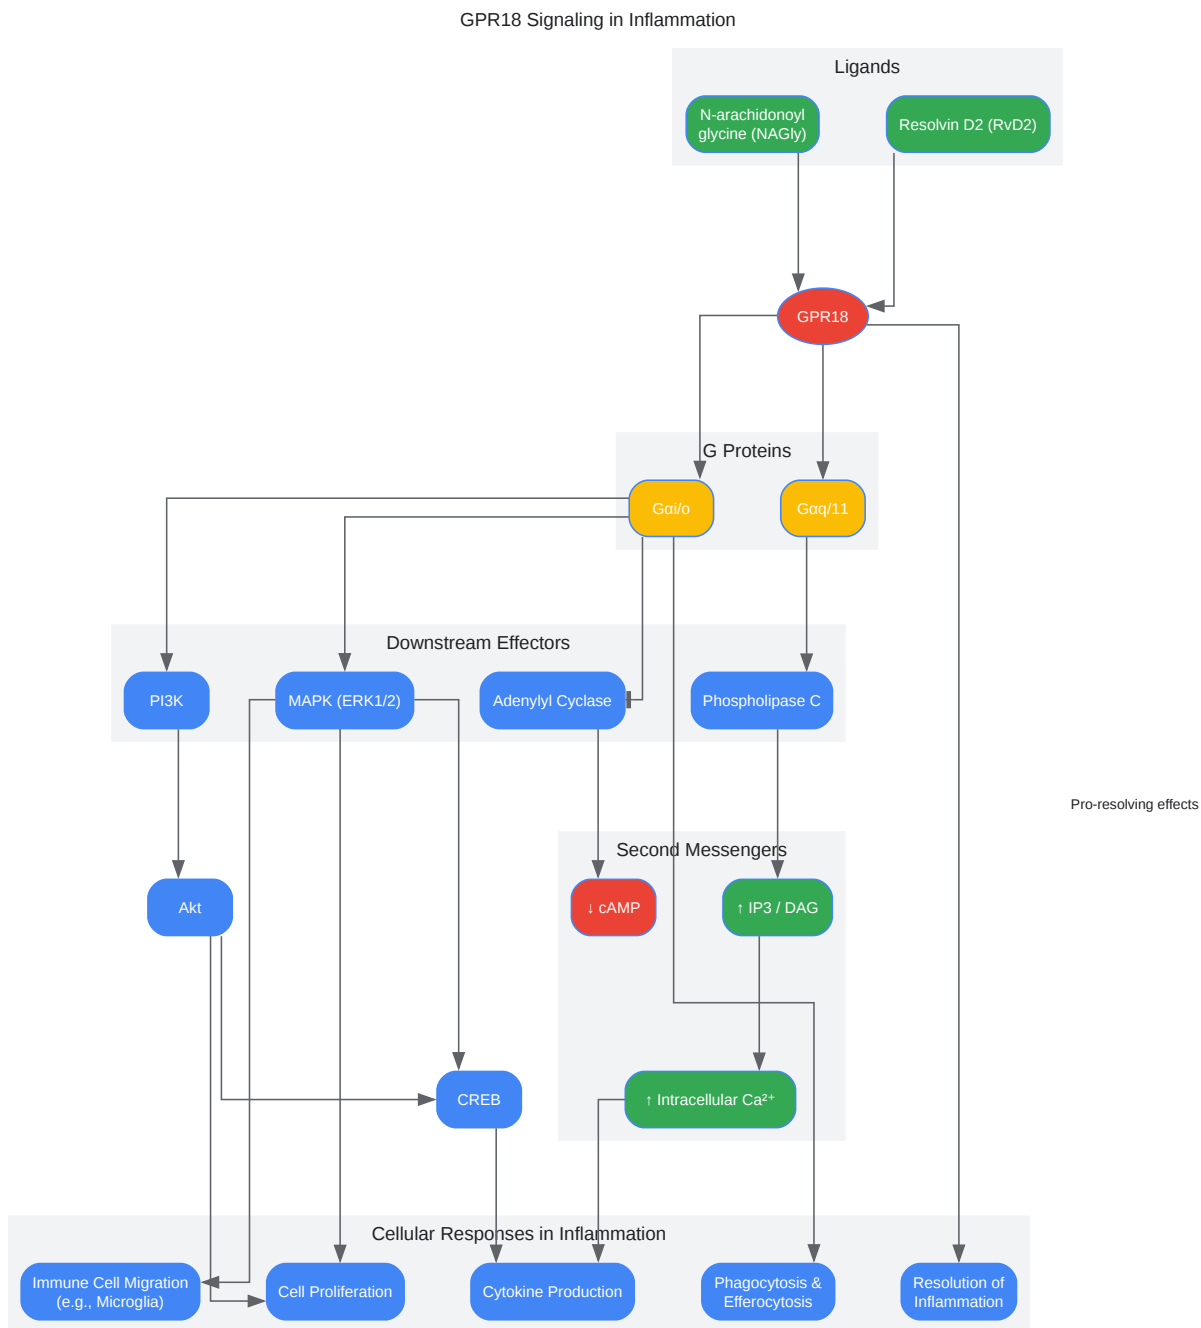 GPR18 Signaling in Inflammation
Ligands
N-arachidonoyl
glycine (NAGly)
Resolvin D2 (RvD2)
GPR18
G Proteins
Gαi/o
Gαq/11
Downstream Effectors
PI3K
MAPK (ERK1/2)
Adenylyl Cyclase
Phospholipase C
Pro-resolving effects
Second Messengers
Akt
↓ cAMP
↑ IP3 / DAG
CREB
↑ Intracellular Ca²⁺
Cellular Responses in Inflammation
Immune Cell Migration
(e.g., Microglia)
Cell Proliferation
Cytokine Production
Phagocytosis &
Efferocytosis
Resolution of
Inflammation